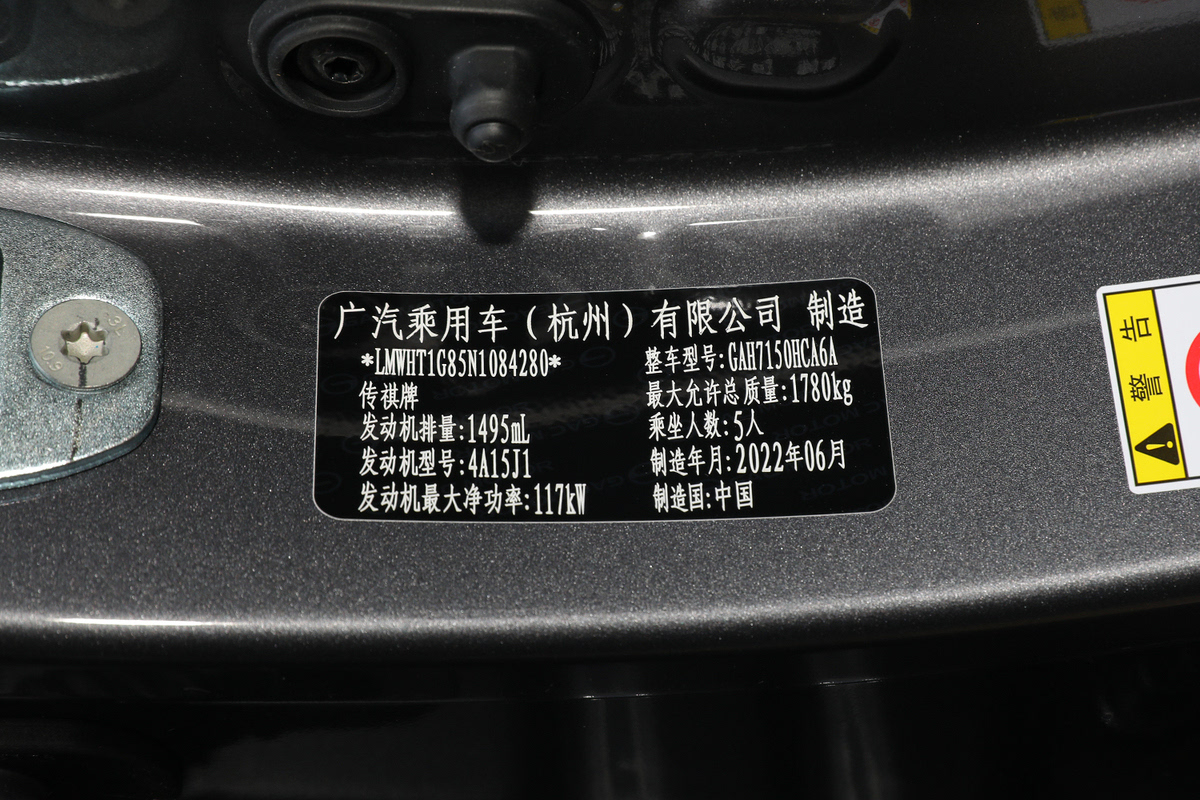 广汽乘用车（杭州）有限公司 制造
*LMWHT1G85N1084280*
整车型号:GAH7150HCA6A
传祺牌
最大允许总质量:1780kg
发动机排量:1495mL
乘坐人数:5人
发动机型号:4A15J1
制造年月:2022年06月
发动机最大净功率:117kW
制造国:中国
警告